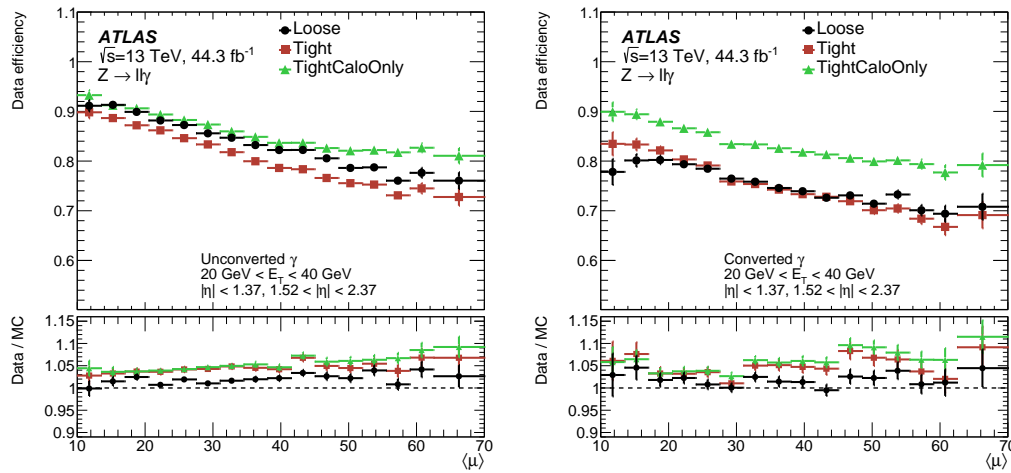 Data efficiency
1.1
1
0.9
0.8
0.7
0.6
ATLAS
√s=13 TeV, 44.3 fb⁻¹
Z → llγ
Loose
Tight
TightCaloOnly
Unconverted γ
20 GeV < E_T < 40 GeV
|η| < 1.37, 1.52 < |η| < 2.37
Data / MC
1.15
1.1
1.05
1
0.95
0.9
10 20 30 40 50 60 70
⟨μ⟩
Data efficiency
1.1
1
0.9
0.8
0.7
0.6
ATLAS
√s=13 TeV, 44.3 fb⁻¹
Z → llγ
Loose
Tight
TightCaloOnly
Converted γ
20 GeV < E_T < 40 GeV
|η| < 1.37, 1.52 < |η| < 2.37
Data / MC
1.15
1.1
1.05
1
0.95
0.9
10 20 30 40 50 60 70
⟨μ⟩